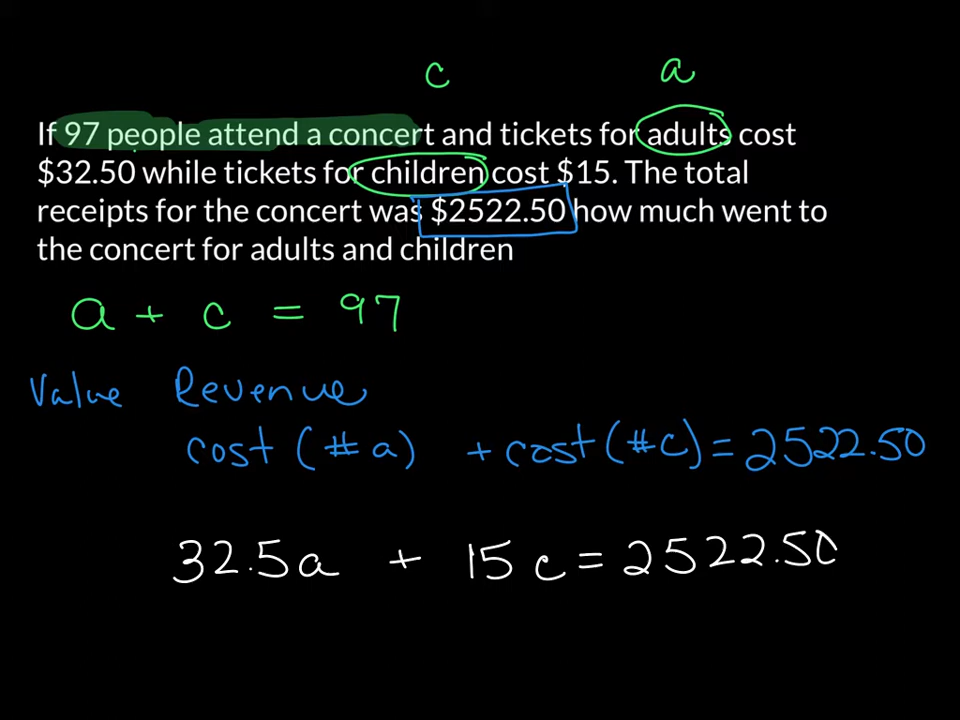 c a
If 97 people attend a concert and tickets for adults cost
$32.50 while tickets for children cost $15. The total
receipts for the concert was $2522.50 how much went to
the concert for adults and children
a + c = 97
Value Revenue
cost (#a) + cost (#c) = 2522.50
32.5a + 15c = 2522.50